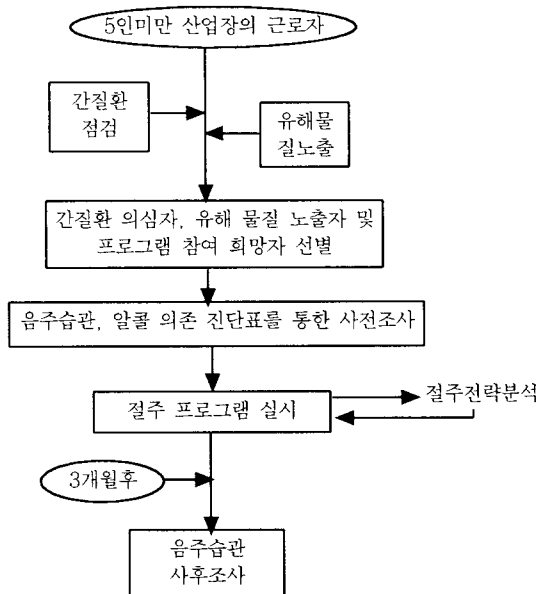 5인미만 산업장의 근로자
간질환
점검
유해물
질노출
간질환 의심자, 유해 물질 노출자 및
프로그램 참여 희망자 선별
음주습관, 알콜 의존 진단표를 통한 사전조사
절주 프로그램 실시
절주전략분석
3개월후
음주습관
사후조사